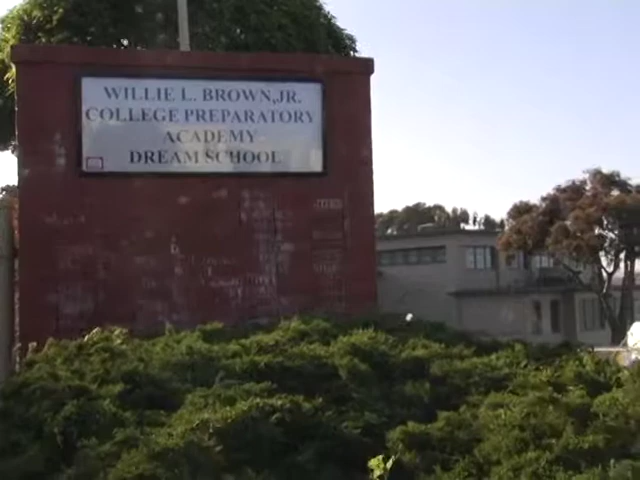 WILLIE L. BROWN,JR.
COLLEGE PREPARATORY
ACADEMY
DREAM SCHOOL